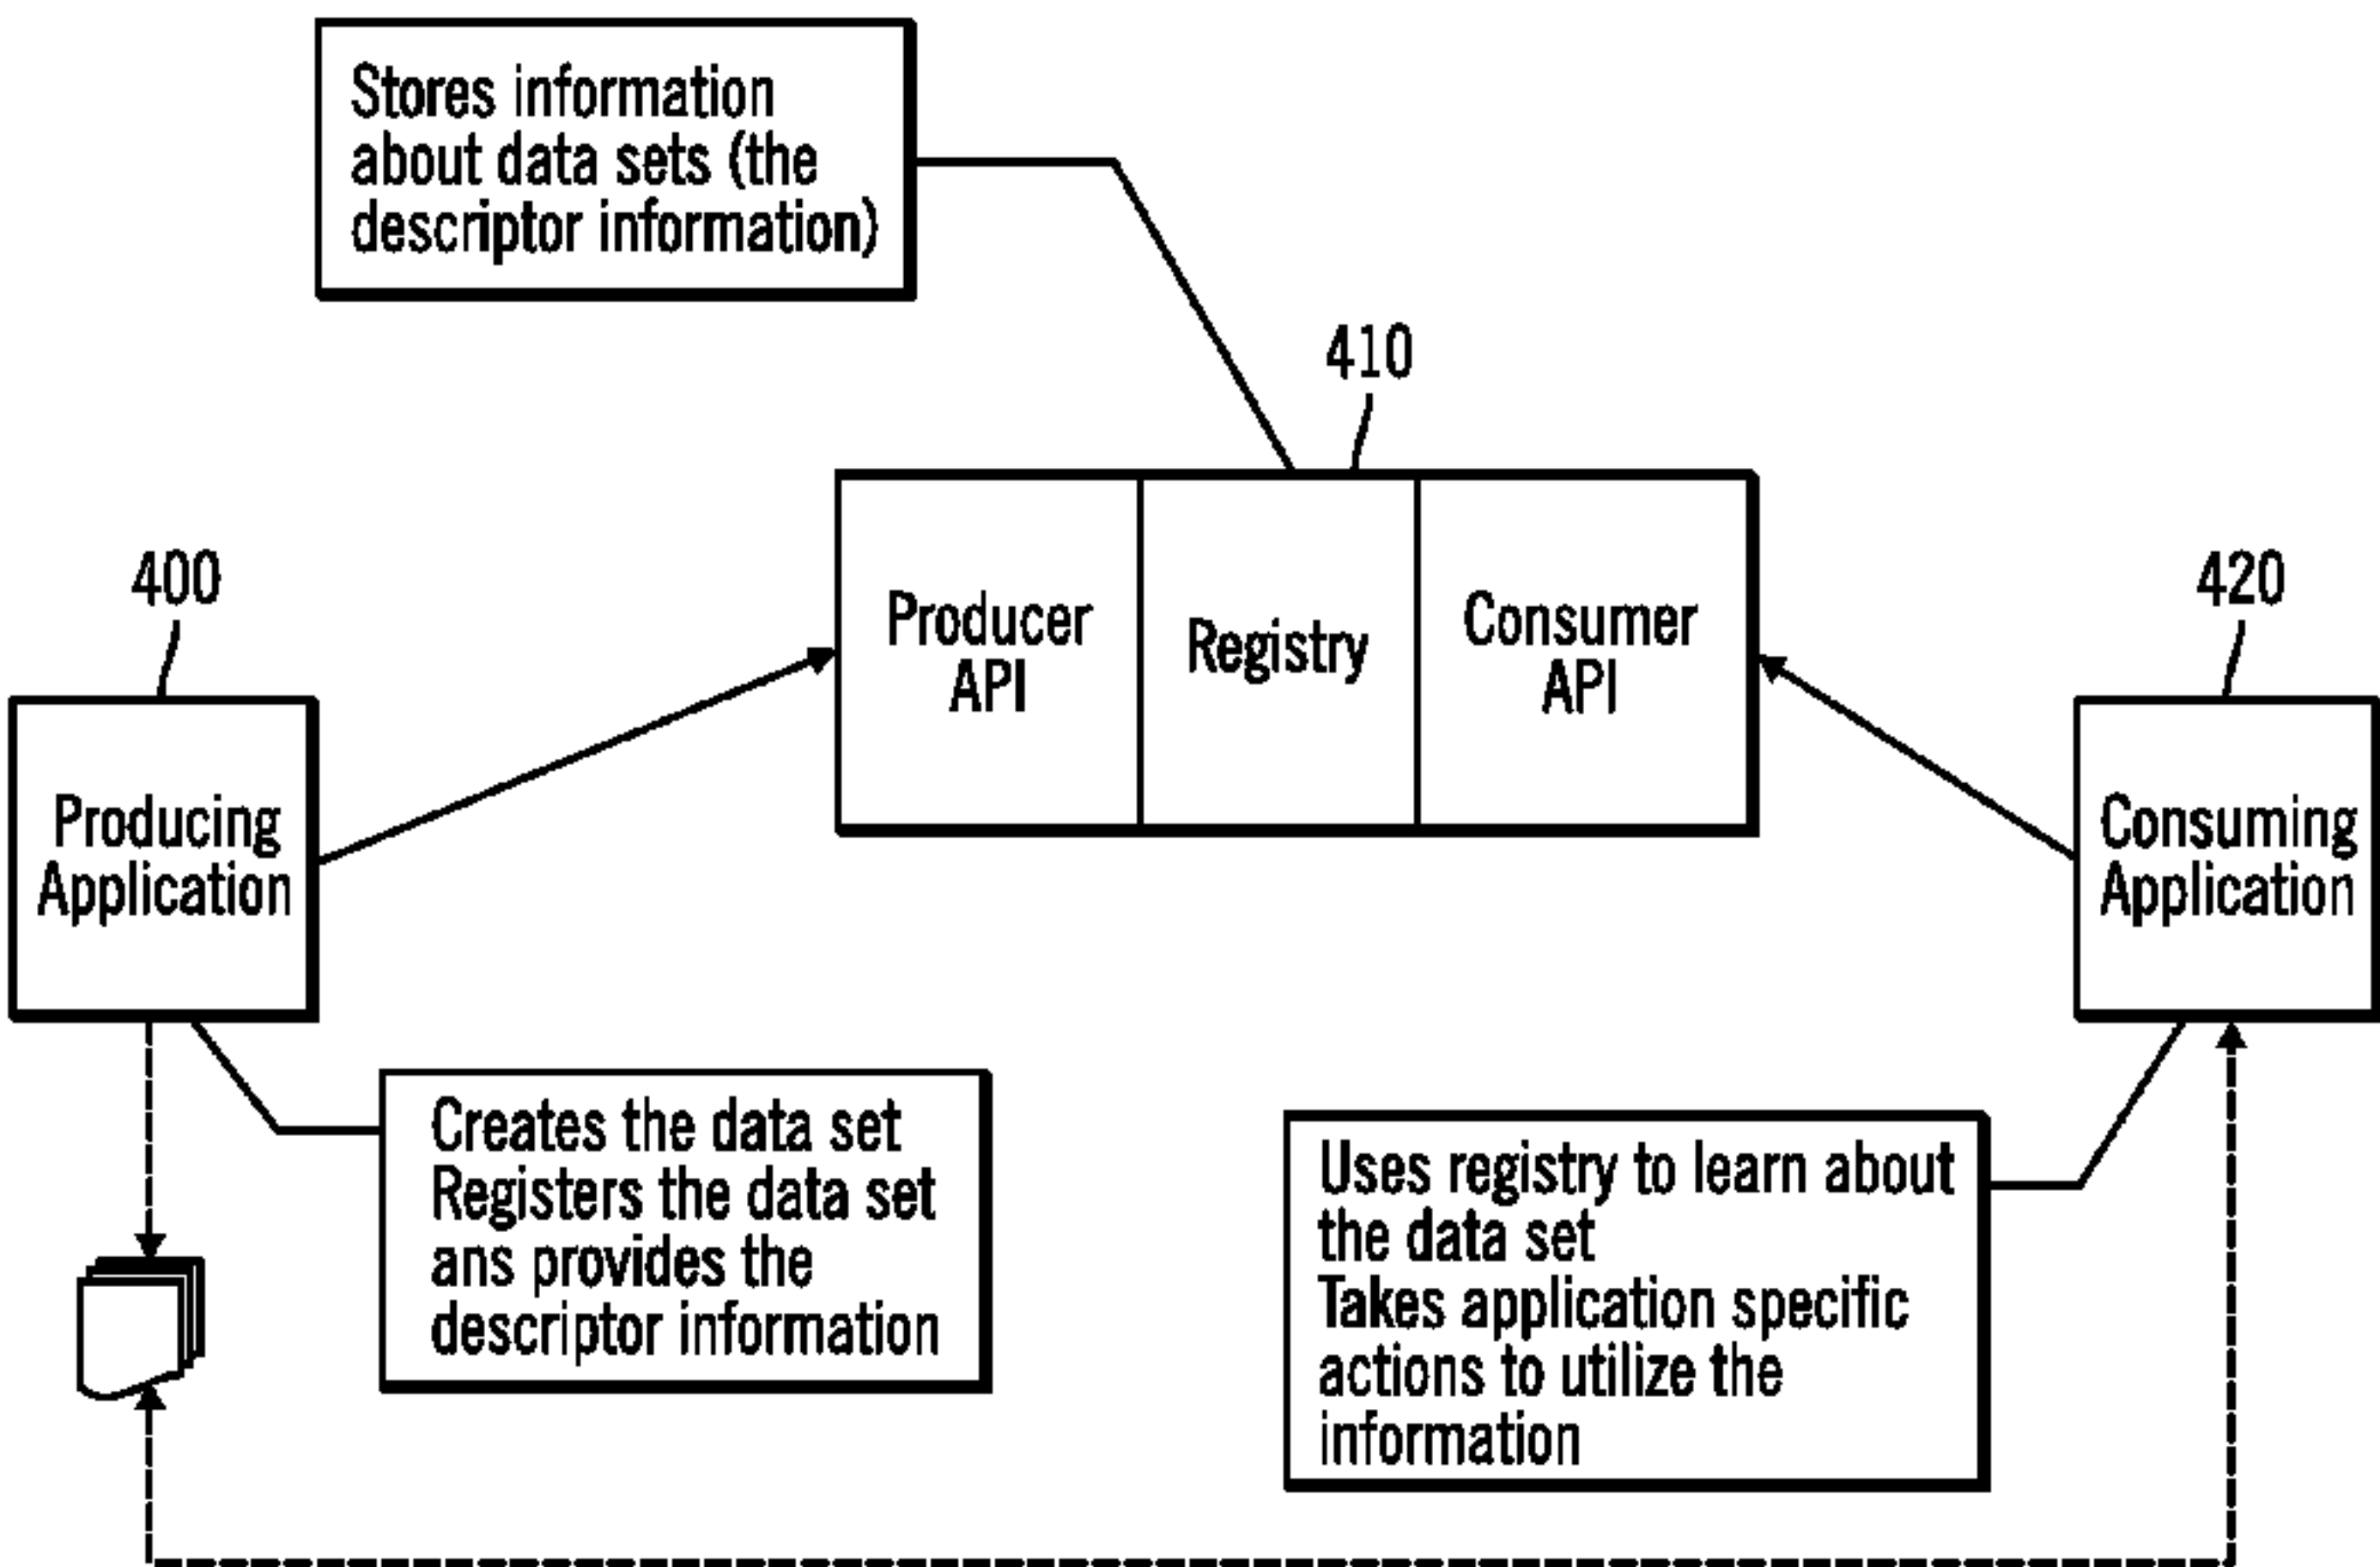 Stores information
about data sets (the
descriptor information)
410
400
420
Producer
API
Registry
Consumer
API
Producing
Application
Consuming
Application
Creates the data set
Registers the data set
ans provides the
descriptor information
Uses registry to learn about
the data set
Takes application specific
actions to utilize the
information